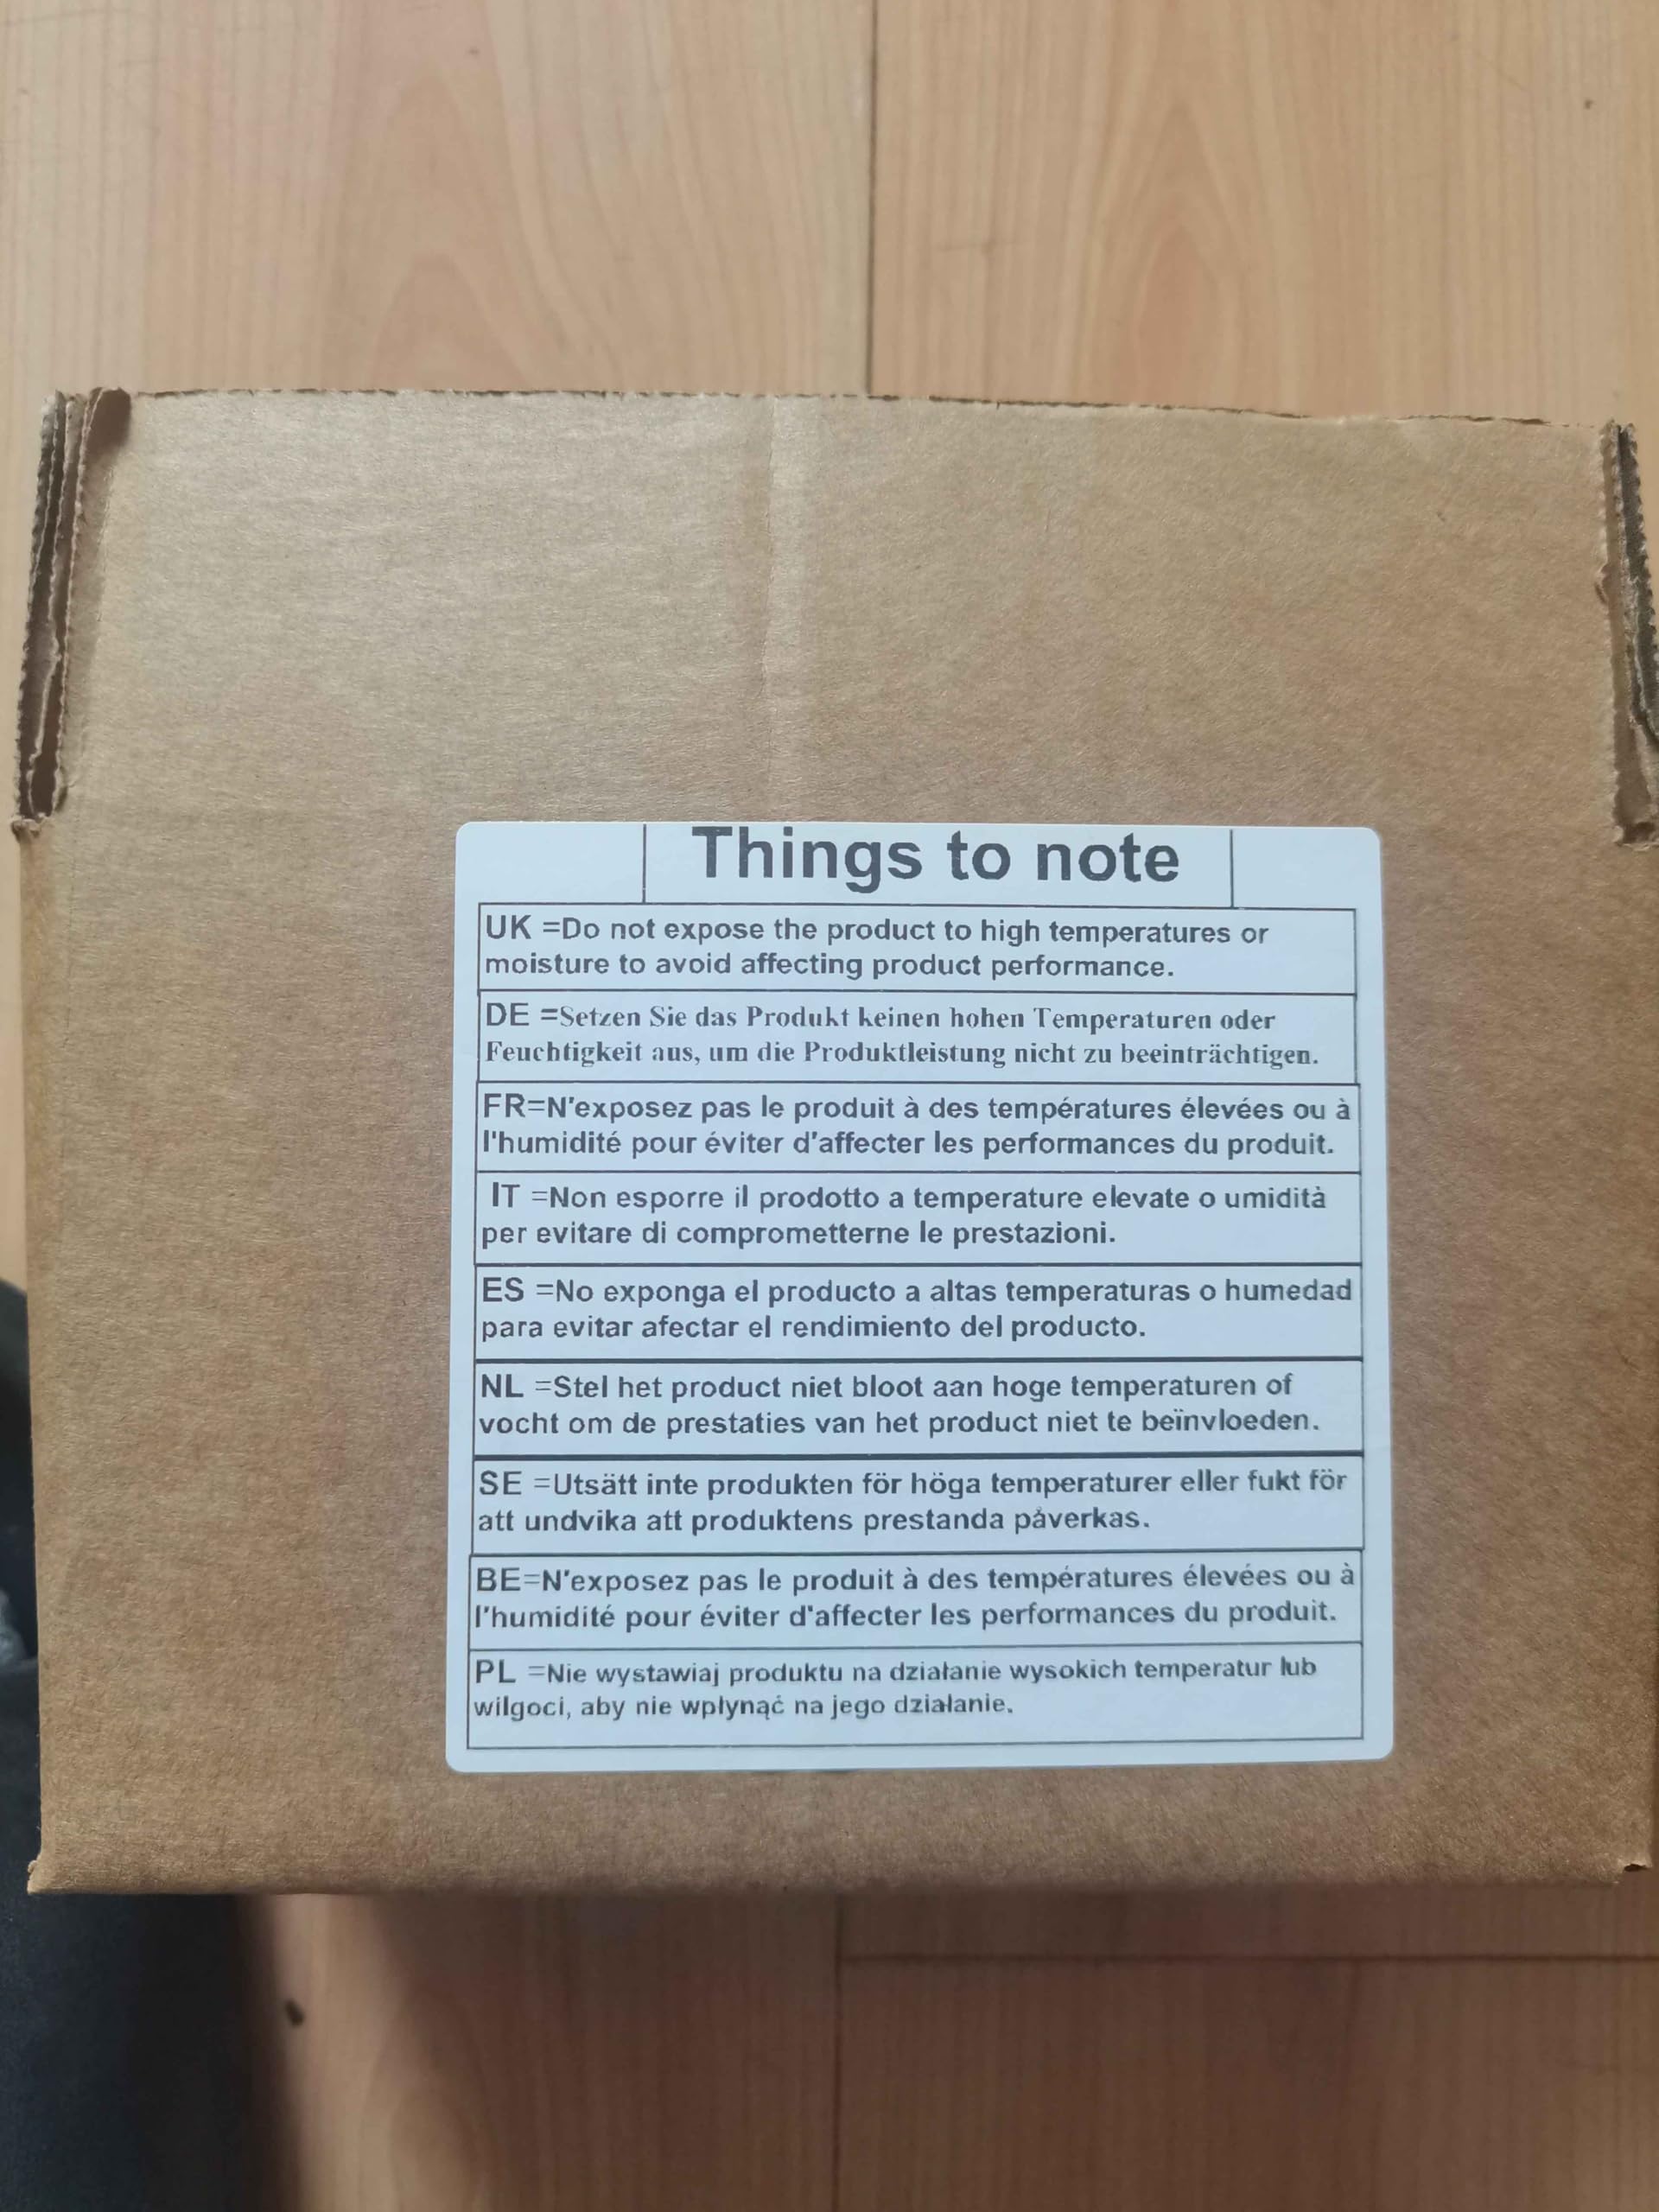 Things to note
UK =Do not expose the product to high temperatures or
moisture to avoid affecting product performance.
DE =Setzen Sie das Produkt keinen hohen Temperaturen oder
Feuchtigkeit aus, um die Produktleistung nicht zu beeinträchtigen.
FR=N'exposez pas le produit à des températures élevées ou à
l'humidité pour éviter d'affecter les performances du produit.
IT =Non esporre il prodotto a temperature elevate o umidità
per evitare di comprometterne le prestazioni.
ES =No exponga el producto a altas temperaturas o humedad
para evitar afectar el rendimiento del producto.
NL =Stel het product niet bloot aan hoge temperaturen of
vocht om de prestaties van het product niet te beïnvloeden.
SE =Utsätt inte produkten för höga temperaturer eller fukt för
att undvika att produktens prestanda påverkas.
BE=N'exposez pas le produit à des températures élevées ou à
l'humidité pour éviter d'affecter les performances du produit.
PL =Nie wystawiaj produktu na działanie wysokich temperatur lub
wilgoci, aby nie wpłynąć na jego działanie.